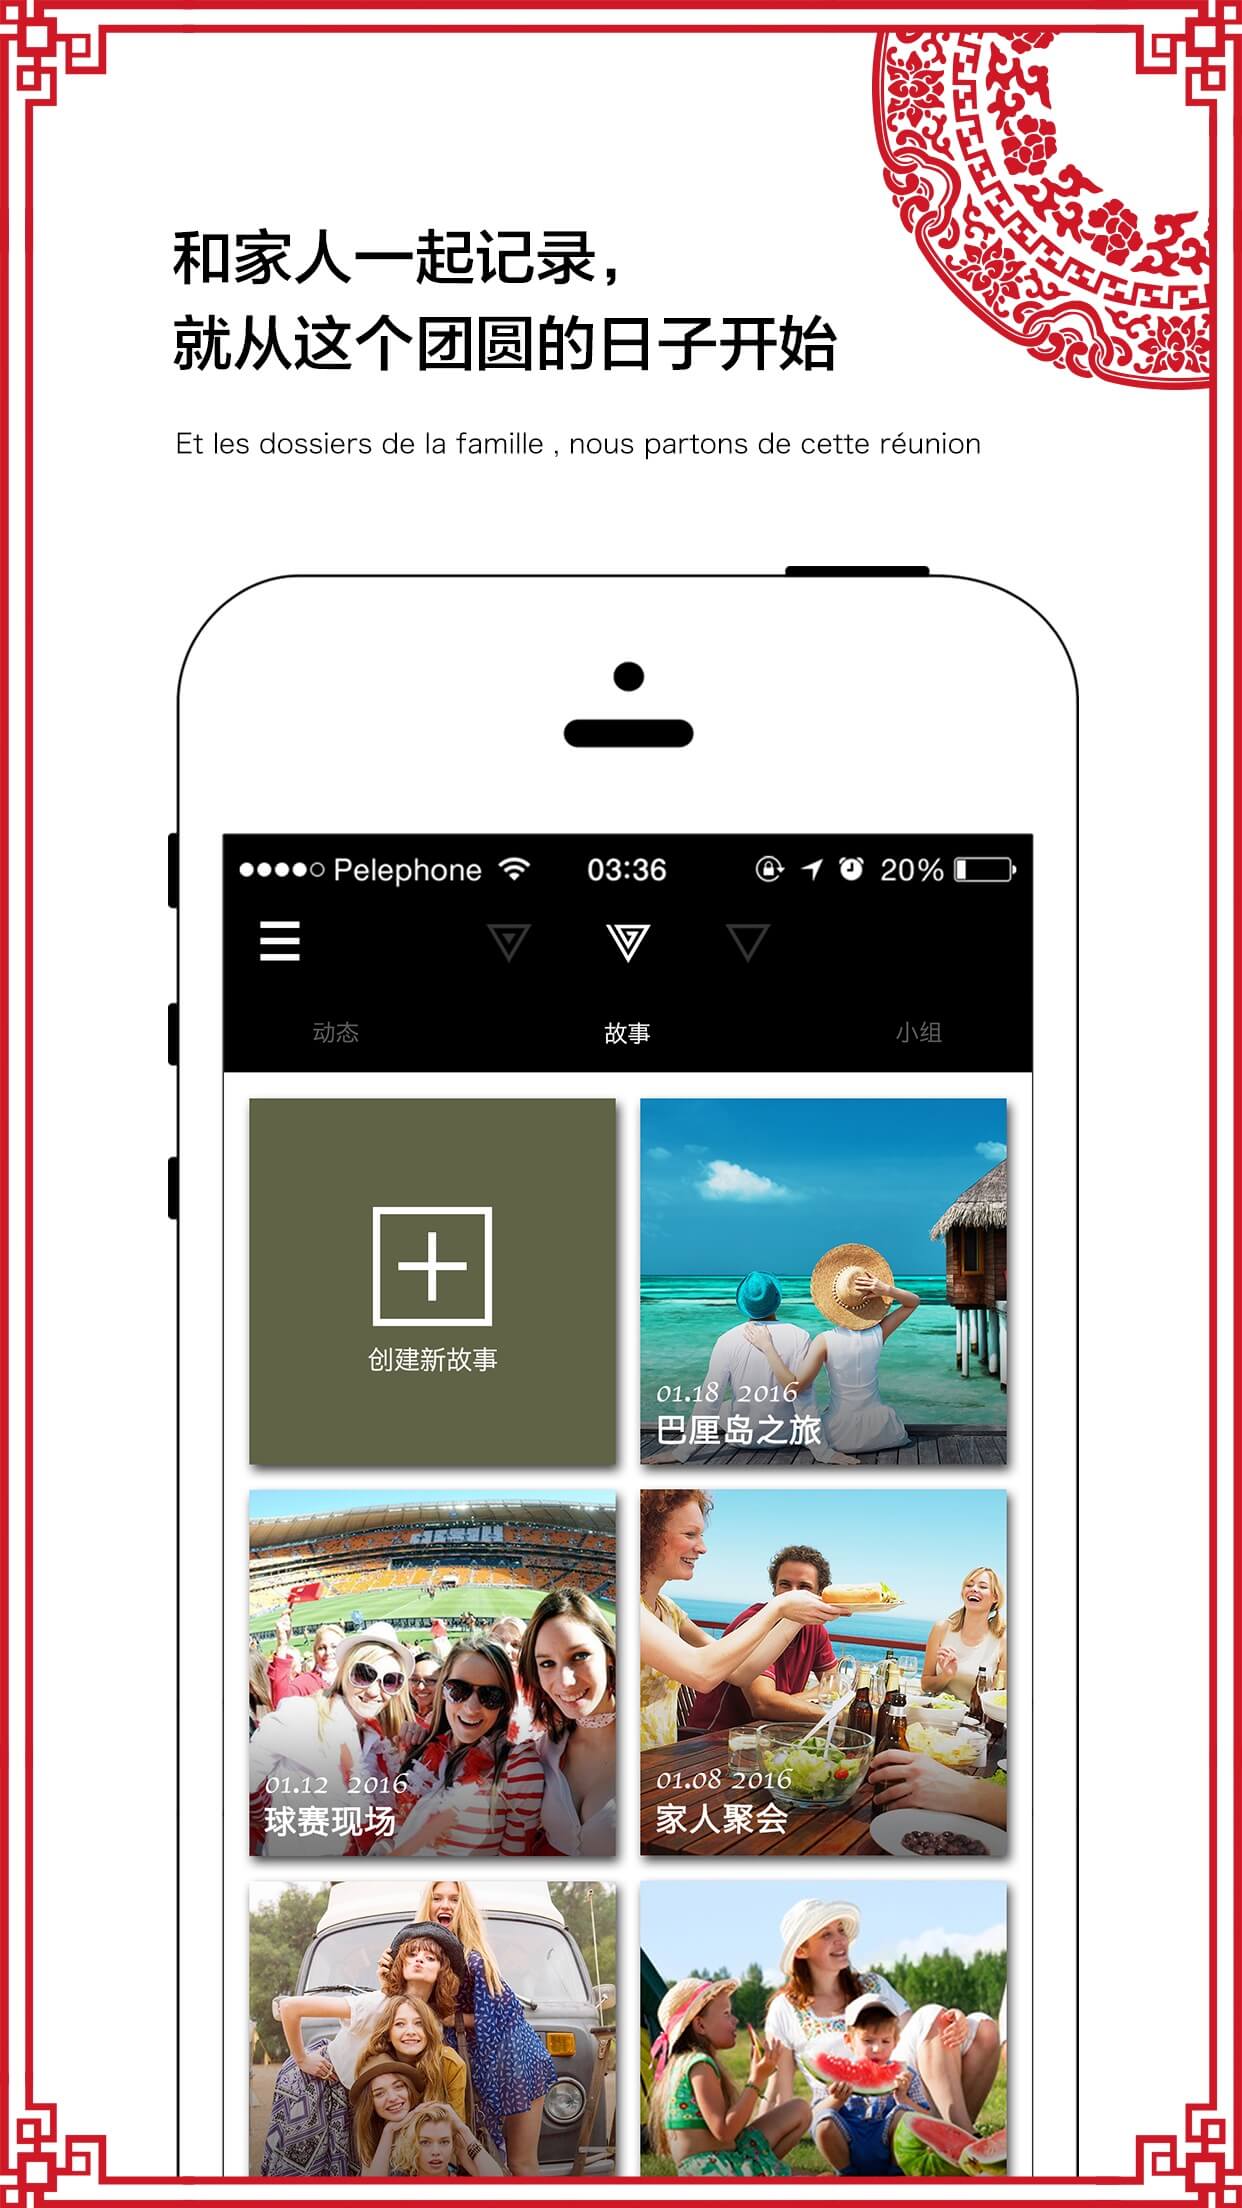 和家人一起记录，
就从这个团圆的日子开始
Et les dossiers de la famille , nous partons de cette réunion
Pelephone 03:36 20%
动态 故事 小组
创建新故事
01.18 2016
巴厘岛之旅
01.12 2016
球赛现场
01.08 2016
家人聚会